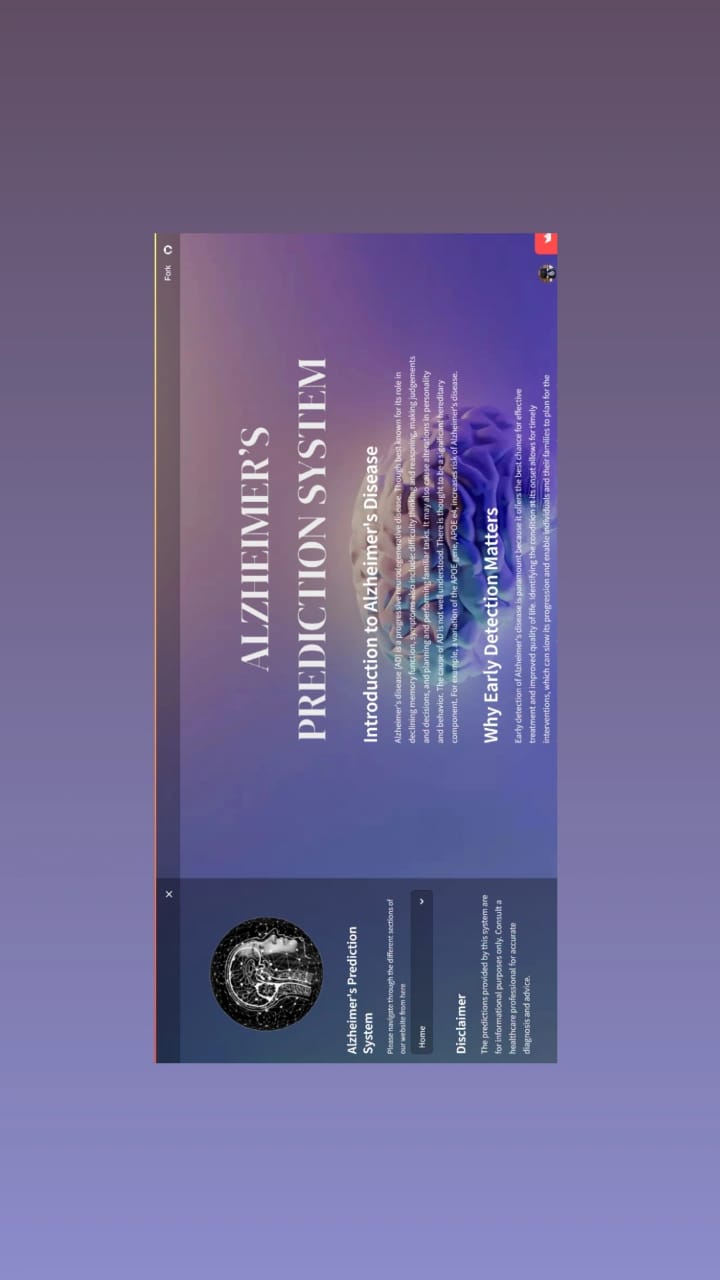 Fork
Alzheimer's Prediction
System
Please navigate through the different sections of
our website from here
Home
Disclaimer
The predictions provided by this system are
for informational purposes only. Consult a
healthcare professional for accurate
diagnosis and advice.
ALZHEIMER’S
PREDICTION SYSTEM
Introduction to Alzheimer's Disease
Alzheimer's disease (AD) is a progressive neurodegenerative disease. Though best known for its role in
declining memory function, symptoms also include: difficulty thinking and reasoning, making judgements
and decisions, and planning and performing familiar tasks. It may also cause alterations in personality
and behavior. The cause of AD is not well understood. There is thought to be a significant hereditary
component. For example, a variation of the APOE gene, APOE e4, increases risk of Alzheimer's disease.
Why Early Detection Matters
Early detection of Alzheimer's disease is paramount because it offers the best chance for effective
treatment and improved quality of life. Identifying the condition at its onset allows for timely
interventions, which can slow its progression and enable individuals and their families to plan for the